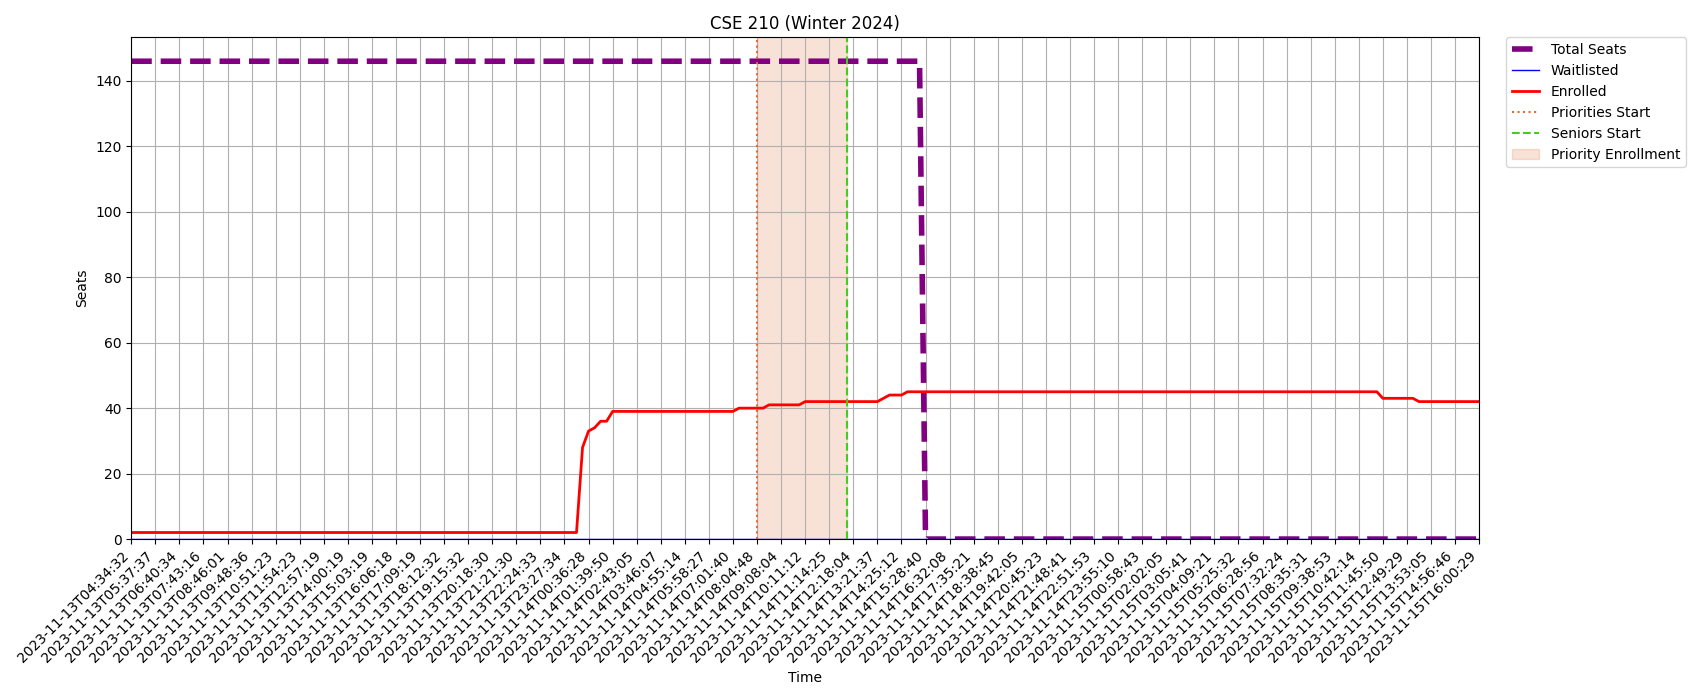 CSE 210 (Winter 2024)
Total Seats
Waitlisted
Enrolled
Priorities Start
Seniors Start
Priority Enrollment
Seats
140
120
100
80
60
40
20
0
2023-11-13T04:34:32
2023-11-13T05:37:37
2023-11-13T06:40:34
2023-11-13T07:43:16
2023-11-13T08:46:01
2023-11-13T09:48:36
2023-11-13T10:51:23
2023-11-13T11:54:23
2023-11-13T12:57:19
2023-11-13T14:00:19
2023-11-13T15:03:19
2023-11-13T16:06:18
2023-11-13T17:09:19
2023-11-13T18:12:32
2023-11-13T19:15:32
2023-11-13T20:18:30
2023-11-13T21:21:30
2023-11-13T22:24:33
2023-11-13T23:27:34
2023-11-14T00:36:28
2023-11-14T01:39:50
2023-11-14T02:43:05
2023-11-14T03:46:07
2023-11-14T04:55:14
2023-11-14T05:58:27
2023-11-14T07:01:40
2023-11-14T08:04:48
2023-11-14T09:08:04
2023-11-14T10:11:12
2023-11-14T11:14:25
2023-11-14T12:18:04
2023-11-14T13:21:37
2023-11-14T14:25:12
2023-11-14T15:28:40
2023-11-14T16:32:08
2023-11-14T17:35:21
2023-11-14T18:38:45
2023-11-14T19:42:05
2023-11-14T20:45:23
2023-11-14T21:48:41
2023-11-14T22:51:53
2023-11-14T23:55:10
2023-11-15T00:58:43
2023-11-15T02:02:05
2023-11-15T03:05:41
2023-11-15T04:09:21
2023-11-15T05:25:32
2023-11-15T06:28:56
2023-11-15T07:32:24
2023-11-15T08:35:31
2023-11-15T09:38:53
2023-11-15T10:42:14
2023-11-15T11:45:50
2023-11-15T12:49:29
2023-11-15T13:53:05
2023-11-15T14:56:46
2023-11-15T16:00:29
Time